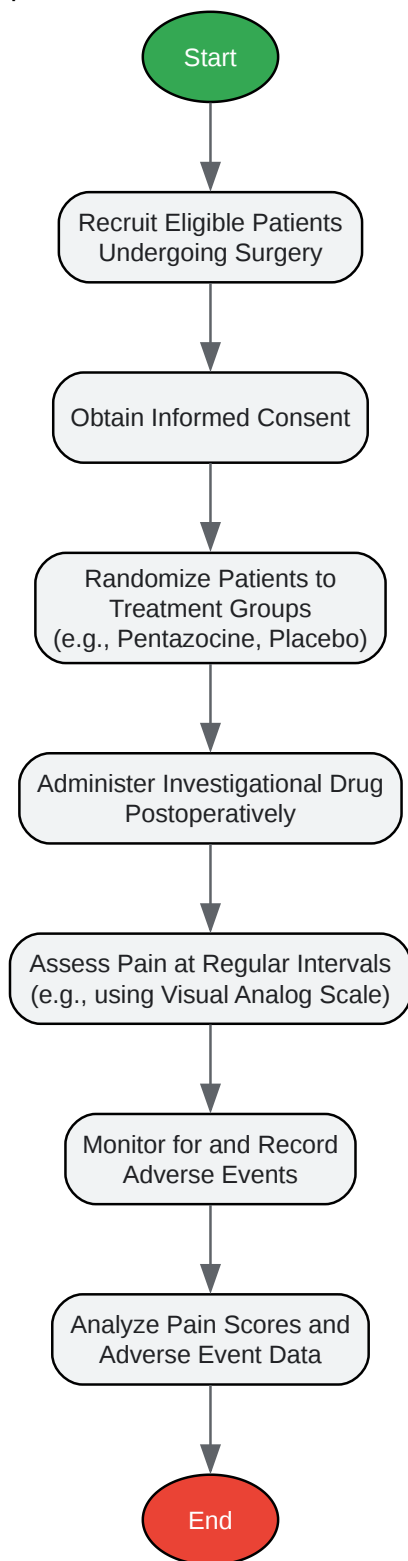 Start
Recruit Eligible Patients
Undergoing Surgery
Obtain Informed Consent
Randomize Patients to
Treatment Groups
(e.g., Pentazocine, Placebo)
Administer Investigational Drug
Postoperatively
Assess Pain at Regular Intervals
(e.g., using Visual Analog Scale)
Monitor for and Record
Adverse Events
Analyze Pain Scores and
Adverse Event Data
End